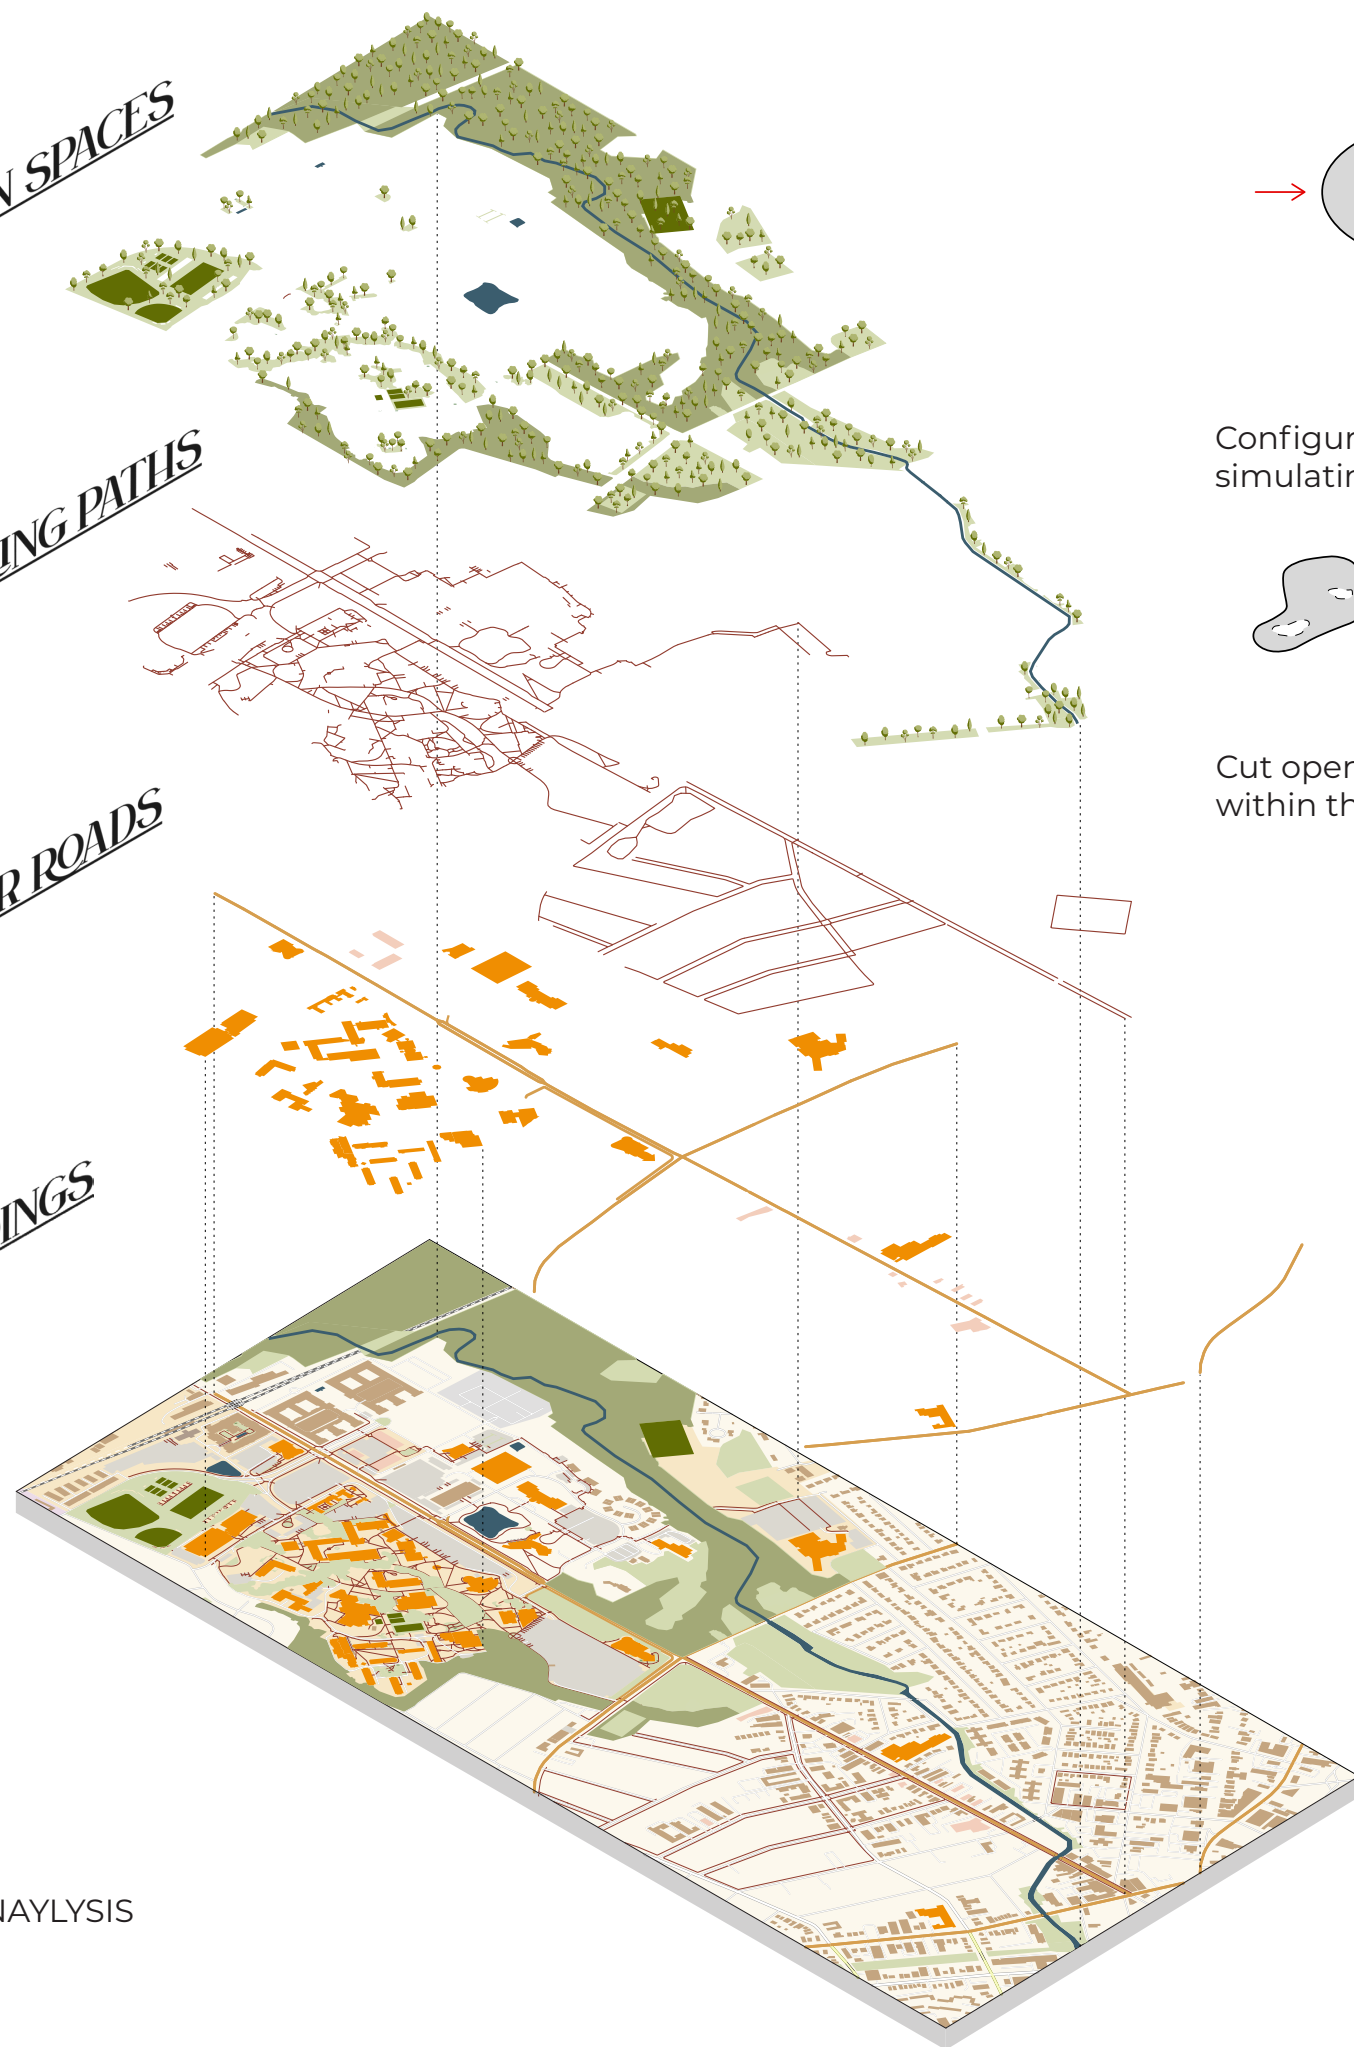 N SPACES
ING PATHS
Configur
simulatin
Cut oper
within th
R ROADS
INGS
NAYLYSIS